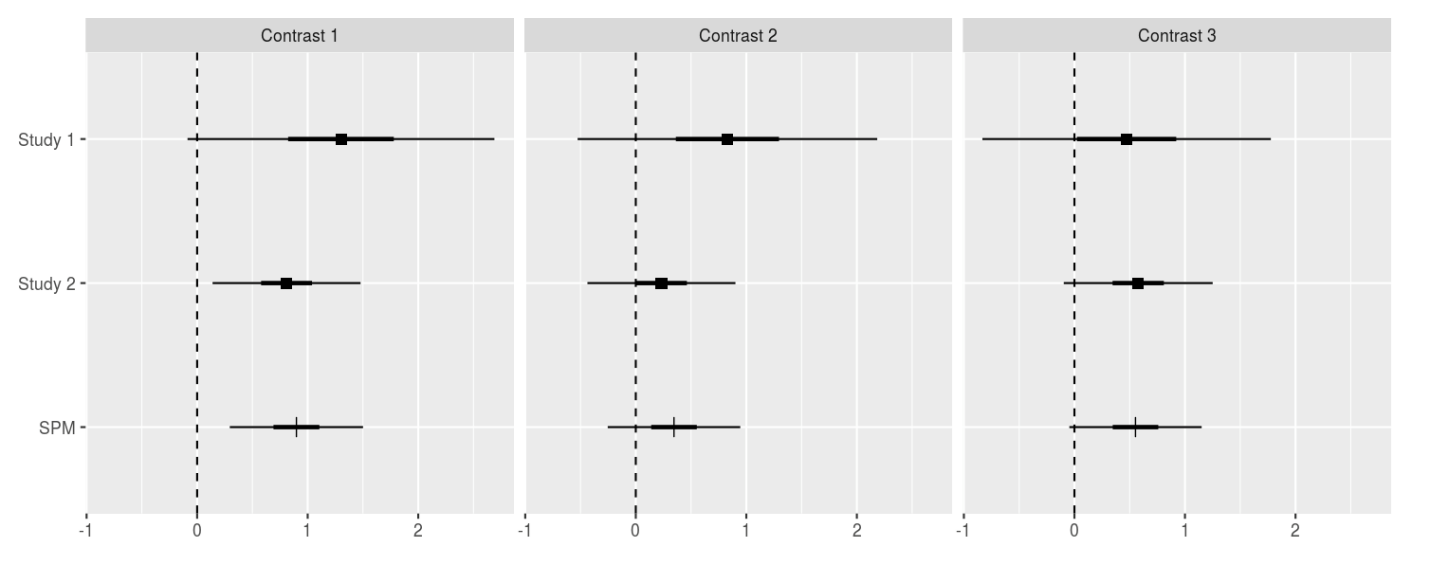 Contrast 1 Contrast 2 Contrast 3
Study 1
Study 2
SPM
-1 0 1 2 -1 0 1 2 -1 0 1 2